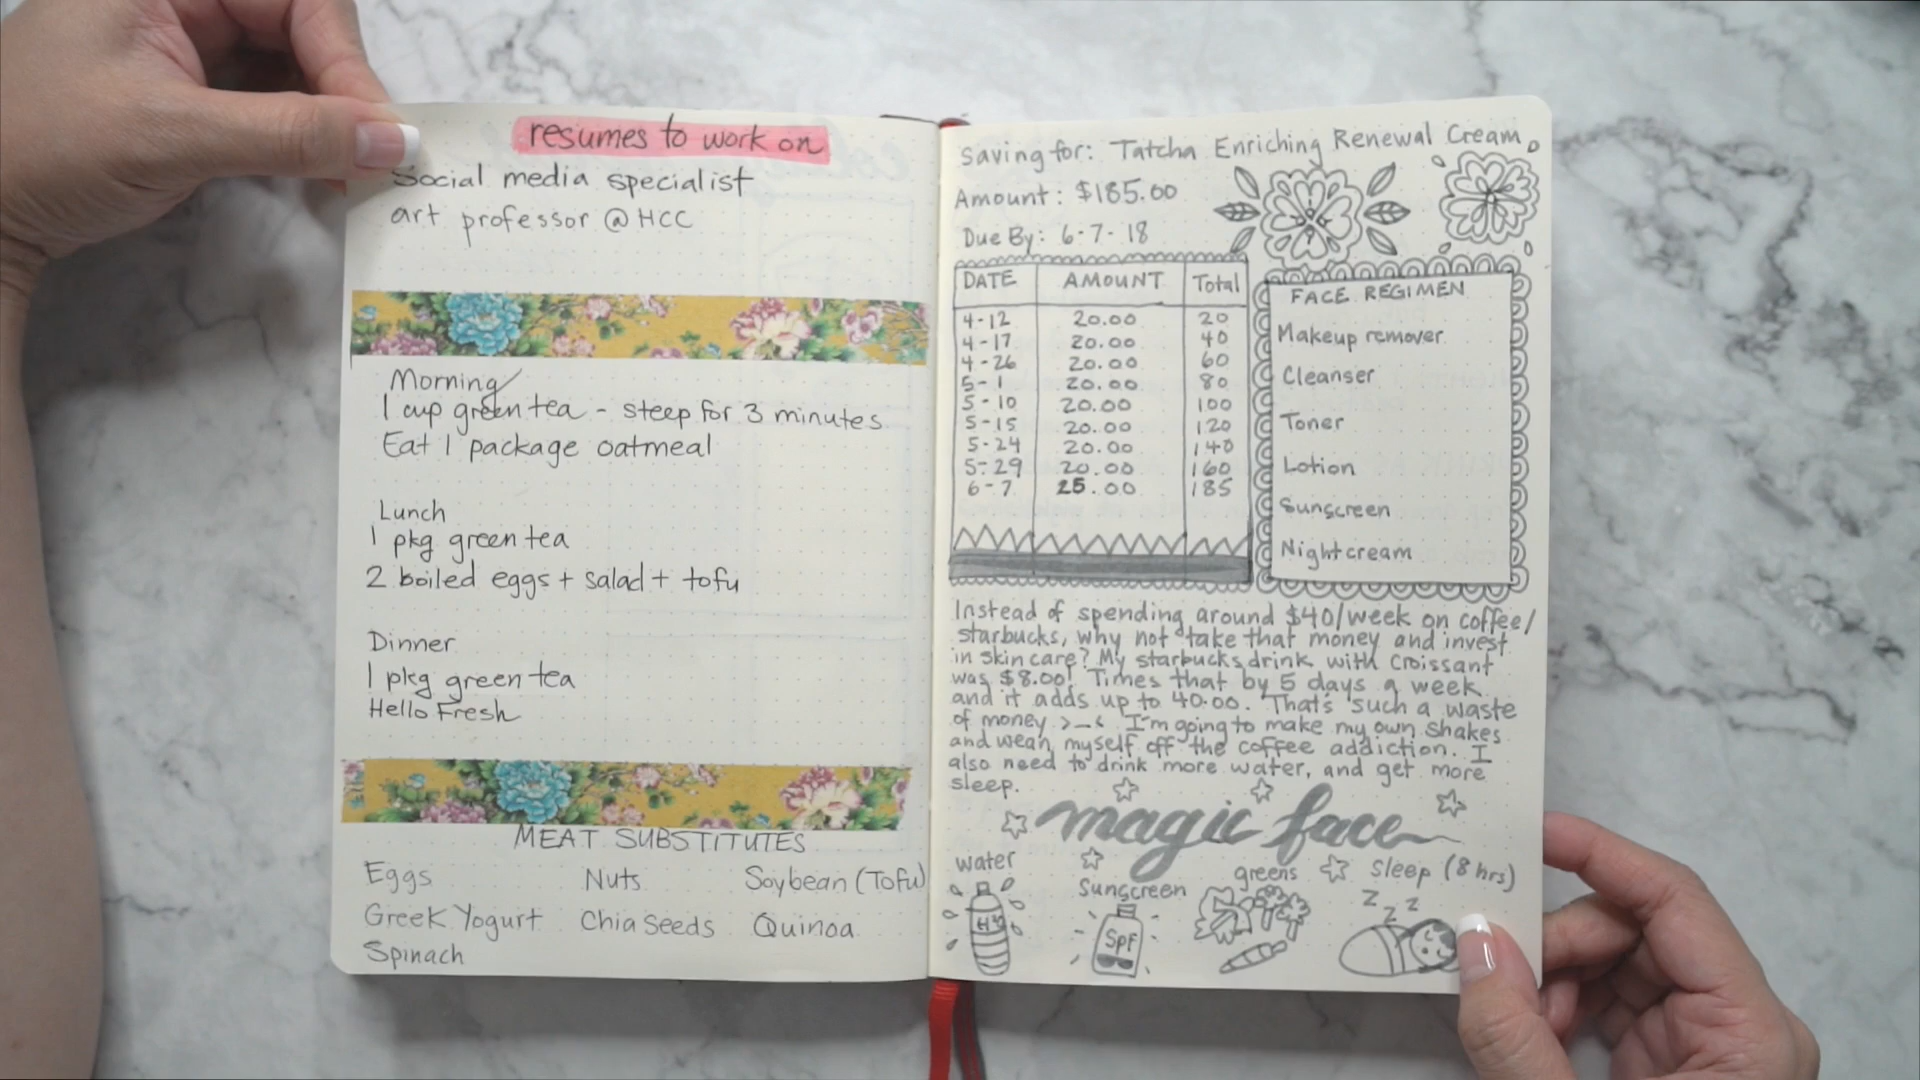 resumes to work on
Social media specialist
art professor @ HCC
Morning
1 cup green tea - steep for 3 minutes
Eat 1 package oatmeal
Lunch
1 pkg green tea
2 boiled eggs + salad + tofu
Dinner
1 pkg green tea
Hello Fresh
MEAT SUBSTITUTES
Eggs Nuts Soybean (Tofu)
Greek Yogurt Chia Seeds Quinoa
Spinach
Saving for: Tatcha Enriching Renewal Cream
Amount: $185.00
Due By: 6-7-18
DATE AMOUNT Total
4-12 20.00 20
4-17 20.00 40
4-26 20.00 60
5-1 20.00 80
5-10 20.00 100
5-15 20.00 120
5-24 20.00 140
5-29 20.00 160
6-7 25.00 185
FACE REGIMEN
Makeup remover
Cleanser
Toner
Lotion
Sunscreen
Nightcream
Instead of spending around $40/week on coffee/
starbucks, why not take that money and invest
in skin care? My starbucks drink with Croissant
was $8.00! Times that by 5 days a week
and it adds up to 40.00. That's such a waste
of money >_< I'm going to make my own shakes
and wean myself off the coffee addiction. I
also need to drink more water, and get more
sleep.
magic face
water
Sunscreen
greens
Sleep (8 hrs)
H2O
SPF
z z z